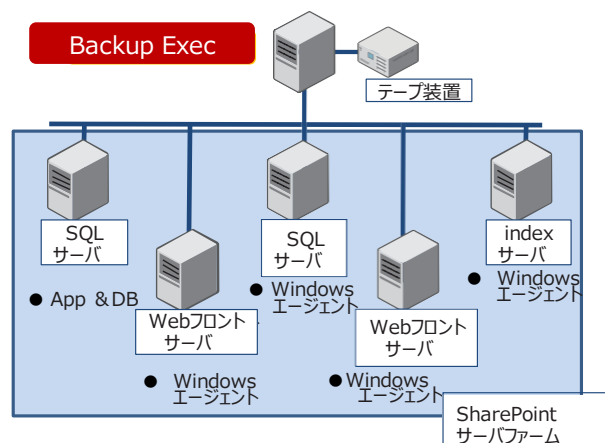 Backup Exec
テープ装置
SQL
サーバ
SQL
サーバ
index
サーバ
● App ＆DB
Webフロント
サーバ
● Windows
エージェント
Webフロント
サーバ
● Windows
エージェント
● Windows
エージェント
● Windows
エージェント
SharePoint
サーバファーム